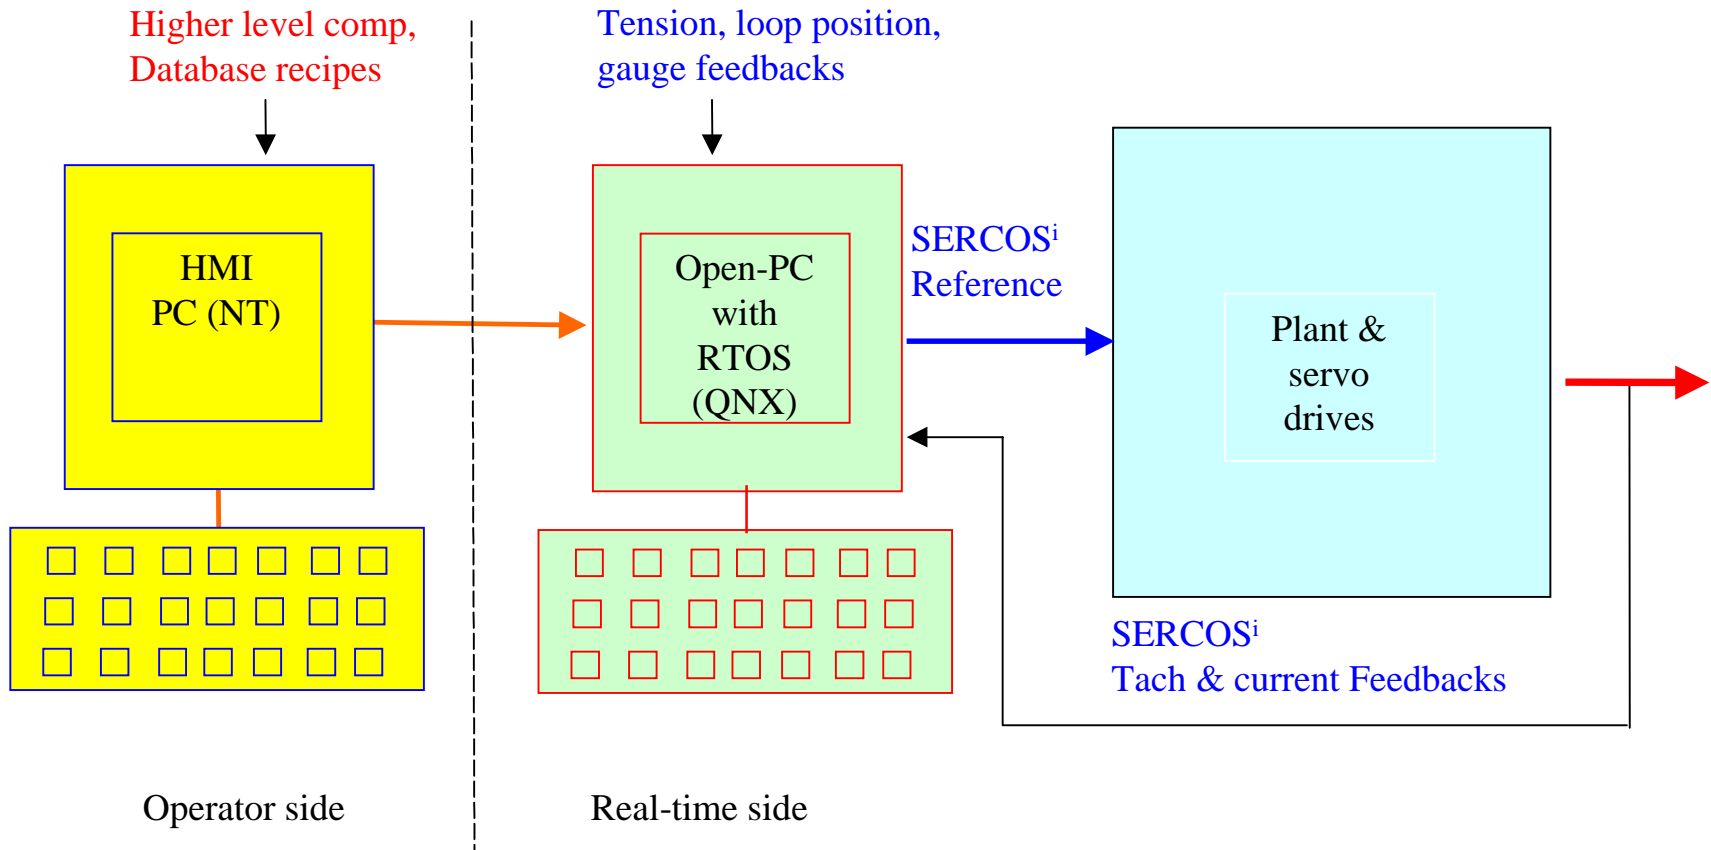 Higher level comp,
Database recipes
Tension, loop position,
gauge feedbacks
HMI
PC (NT)
Open-PC
with
RTOS
(QNX)
SERCOSⁱ
Reference
Plant &
servo
drives
SERCOSⁱ
Tach & current Feedbacks
Operator side
Real-time side